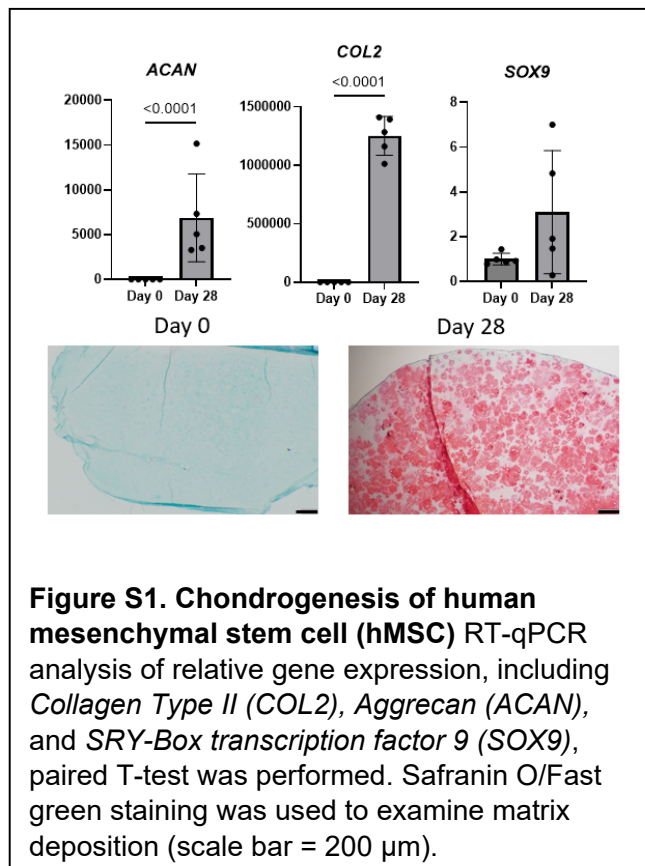 ACAN
<0.0001
20000
15000
10000
5000
0
Day 0 Day 28
COL2
<0.0001
1500000
1000000
500000
0
Day 0 Day 28
SOX9
8
6
4
2
0
Day 0 Day 28
Day 0
Day 28
Figure S1. Chondrogenesis of human
mesenchymal stem cell (hMSC) RT-qPCR
analysis of relative gene expression, including
Collagen Type II (COL2), Aggrecan (ACAN),
and SRY-Box transcription factor 9 (SOX9),
paired T-test was performed. Safranin O/Fast
green staining was used to examine matrix
deposition (scale bar = 200 μm).